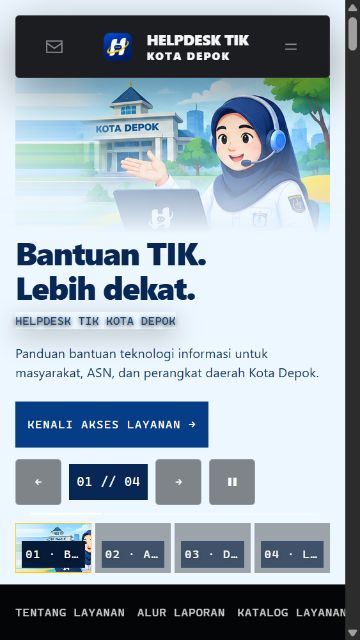 HELPDESK TIK
KOTA DEPOK
KOTA DEPOK
Bantuan TIK.
Lebih dekat.
HELPDESK TIK KOTA DEPOK
Panduan bantuan teknologi informasi untuk
masyarakat, ASN, dan perangkat daerah Kota Depok.
KENALI AKSES LAYANAN →
← 01 // 04 →
01 · B… 02 · A… 03 · D… 04 · L…
TENTANG LAYANAN ALUR LAPORAN KATALOG LAYANAN